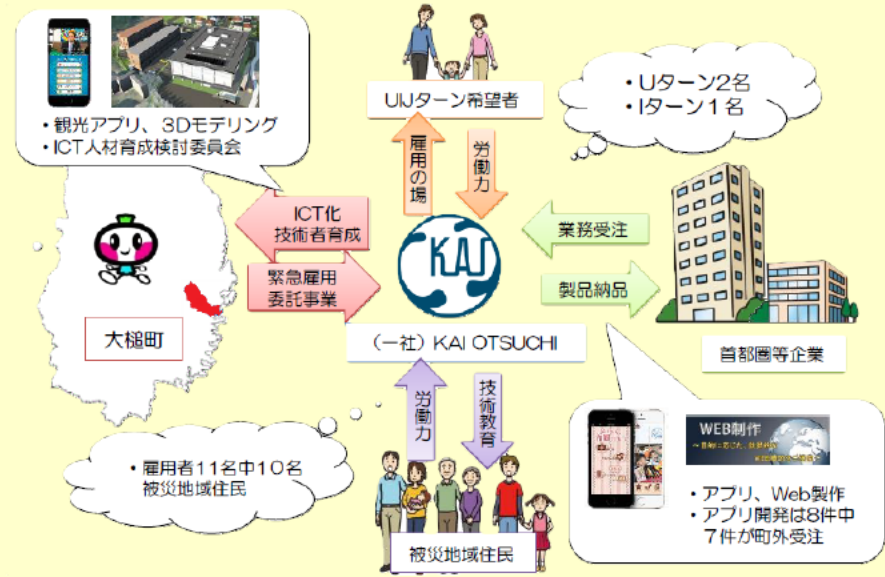 ・観光アプリ、3Dモデリング
・ICT人材育成検討委員会
UIJターン希望者
・Uターン2名
・Iターン1名
雇用の場
労働力
ICT化
技術者育成
緊急雇用
委託事業
KAI
業務受注
製品納品
大槌町
(一社)KAI OTSUCHI
首都圏等企業
労働力
技術教育
・雇用者11名中10名
被災地域住民
被災地域住民
WEB制作
・アプリ、Web製作
・アプリ開発は8件中
7件が町外受注